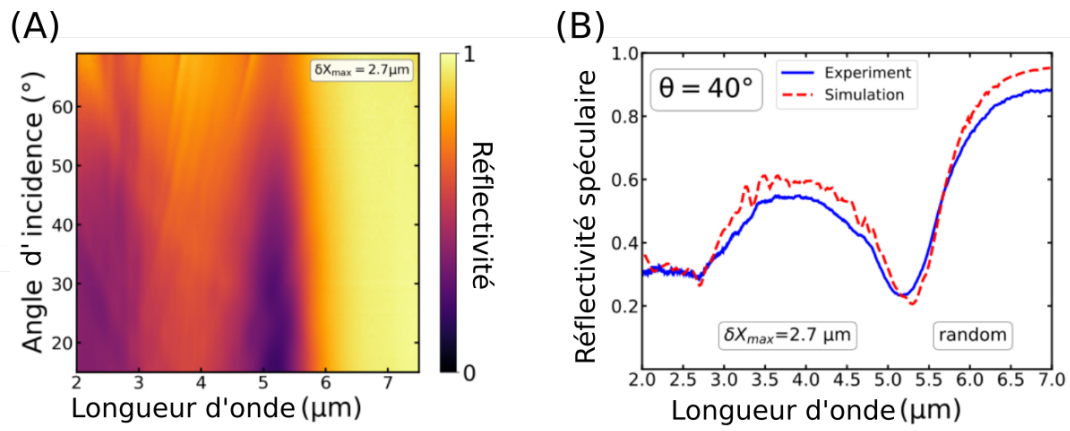 (A)
δXmax = 2.7μm
Angle d'incidence (°)
60
50
40
30
20
2 3 4 5 6 7
Longueur d'onde (μm)
1
0
Réflectivité
(B)
θ = 40°
Experiment
Simulation
Réflectivité spéculaire
1.0
0.8
0.6
0.4
0.2
δXmax=2.7 μm
random
2.0 2.5 3.0 3.5 4.0 4.5 5.0 5.5 6.0 6.5 7.0
Longueur d'onde (μm)